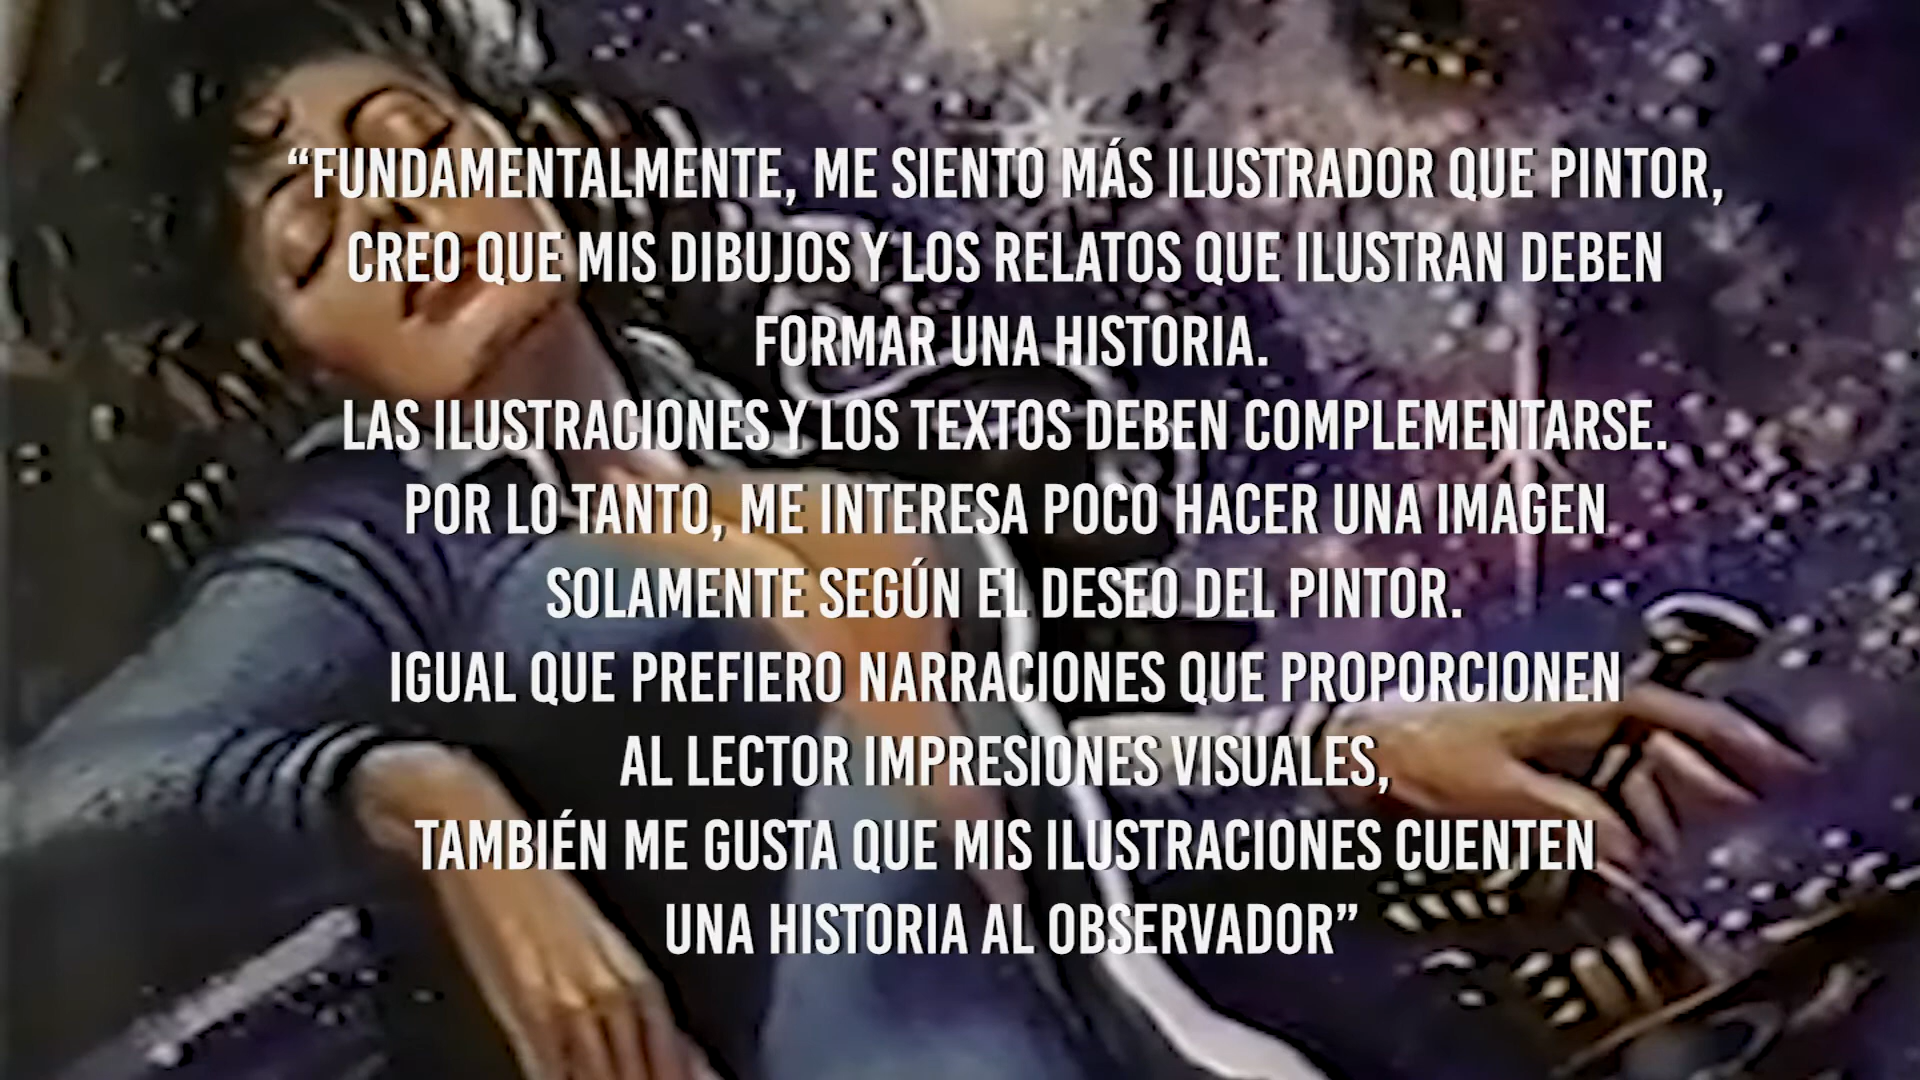 “FUNDAMENTALMENTE, ME SIENTO MÁS ILUSTRADOR QUE PINTOR,
CREO QUE MIS DIBUJOS Y LOS RELATOS QUE ILUSTRAN DEBEN
FORMAR UNA HISTORIA.
LAS ILUSTRACIONES Y LOS TEXTOS DEBEN COMPLEMENTARSE.
POR LO TANTO, ME INTERESA POCO HACER UNA IMAGEN
SOLAMENTE SEGÚN EL DESEO DEL PINTOR.
IGUAL QUE PREFIERO NARRACIONES QUE PROPORCIONEN
AL LECTOR IMPRESIONES VISUALES,
TAMBIÉN ME GUSTA QUE MIS ILUSTRACIONES CUENTEN
UNA HISTORIA AL OBSERVADOR”